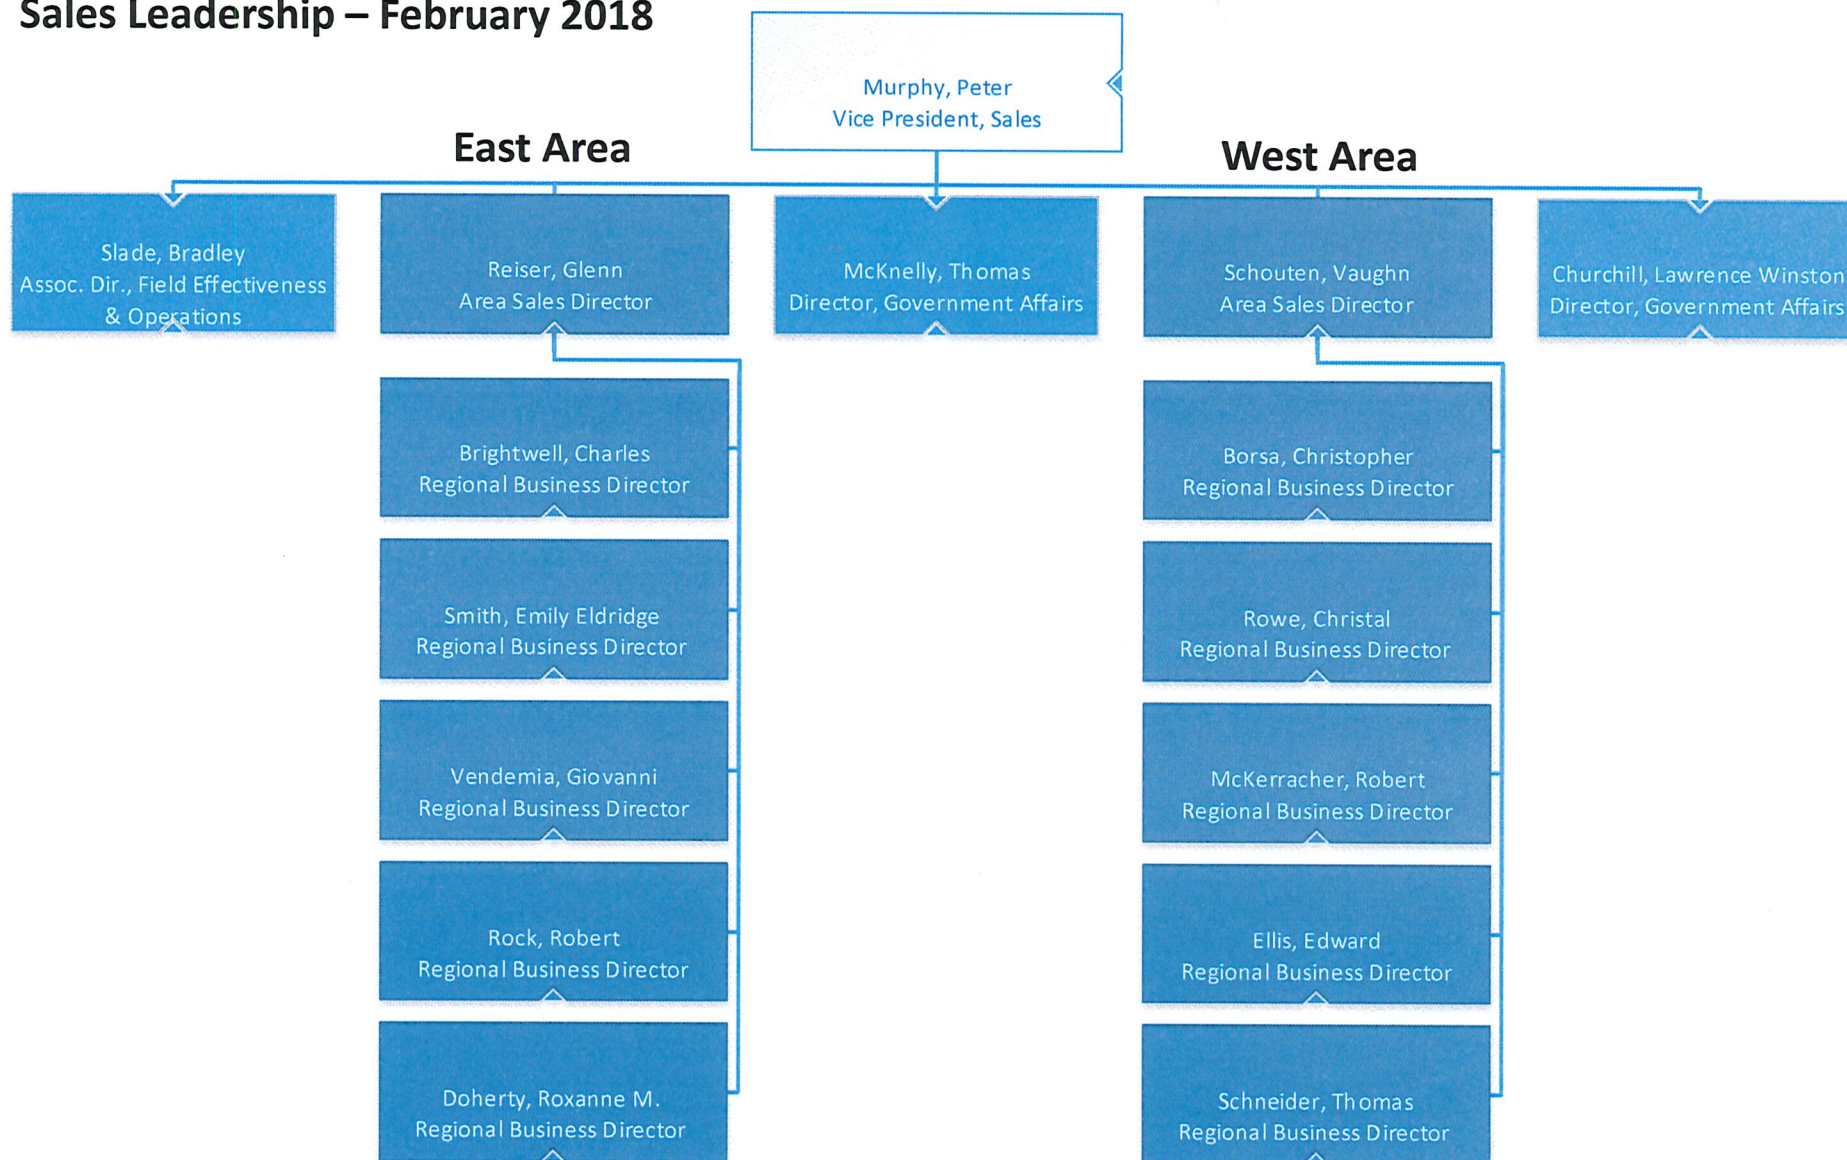 Sales Leadership – February 2018
Murphy, Peter
Vice President, Sales
East Area
West Area
Slade, Bradley
Assoc. Dir., Field Effectiveness
& Operations
Reiser, Glenn
Area Sales Director
McKnelly, Thomas
Director, Government Affairs
Schouten, Vaughn
Area Sales Director
Churchill, Lawrence Winston
Director, Government Affairs
Brightwell, Charles
Regional Business Director
Smith, Emily Eldridge
Regional Business Director
Vendemia, Giovanni
Regional Business Director
Rock, Robert
Regional Business Director
Doherty, Roxanne M.
Regional Business Director
Borsa, Christopher
Regional Business Director
Rowe, Christal
Regional Business Director
McKerracher, Robert
Regional Business Director
Ellis, Edward
Regional Business Director
Schneider, Thomas
Regional Business Director